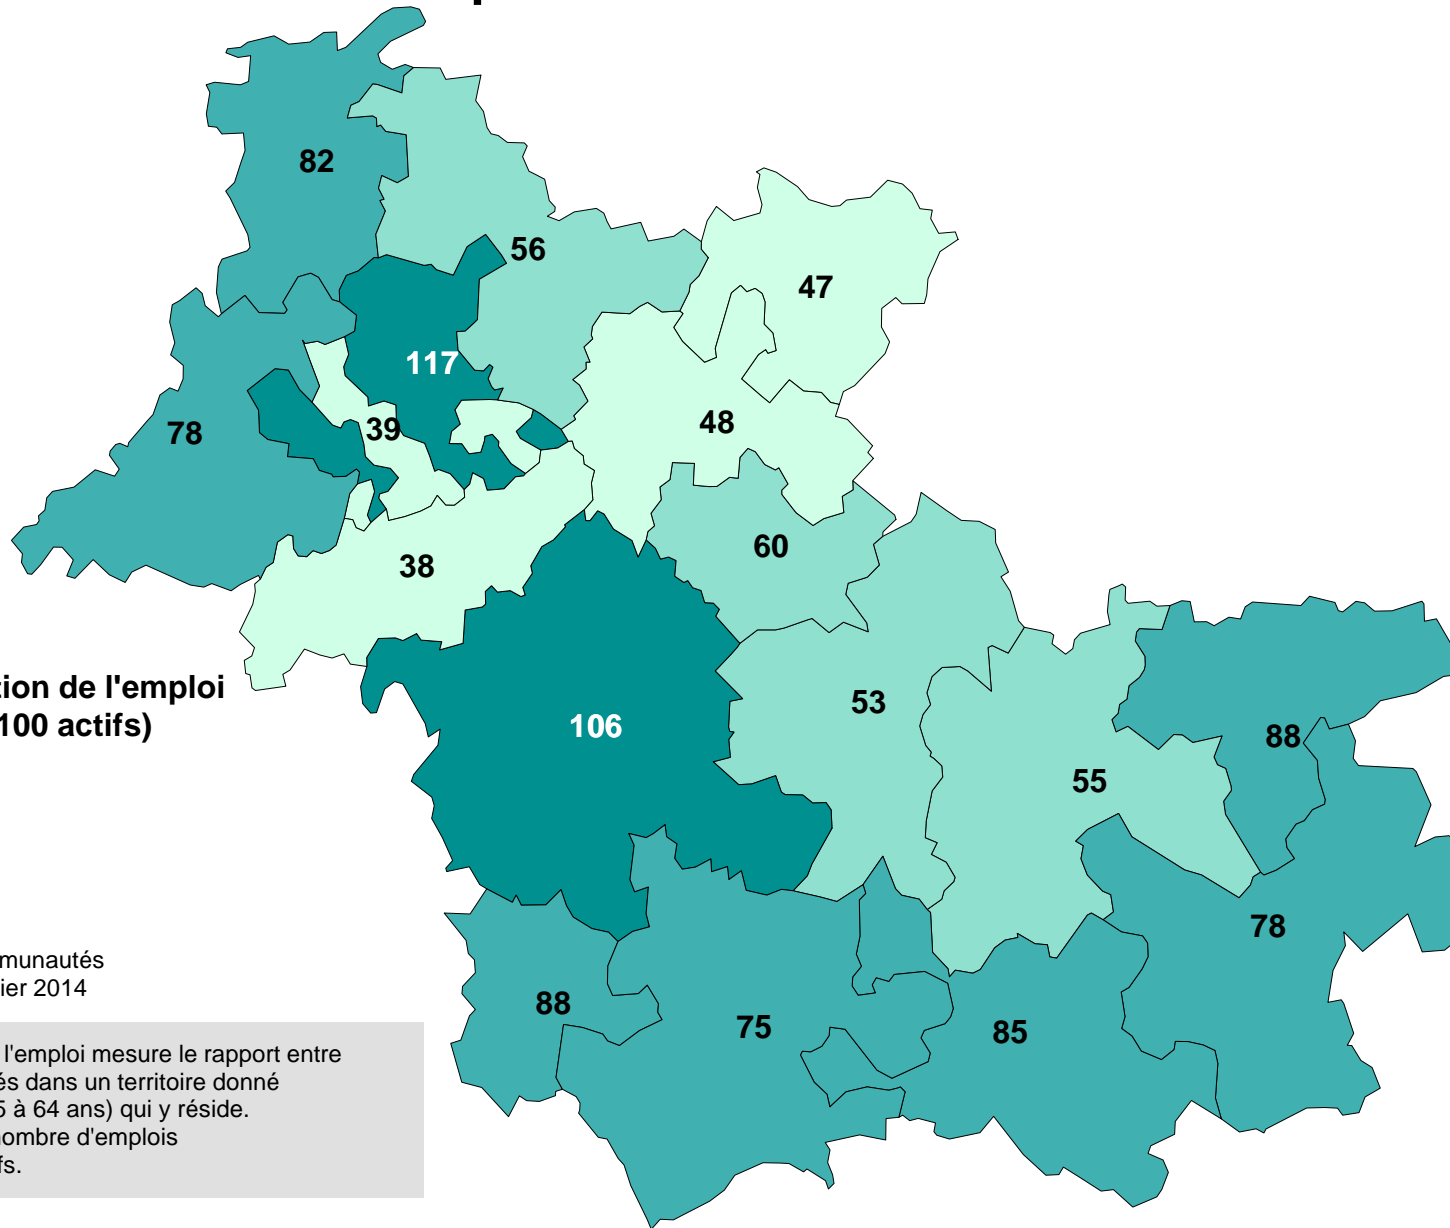 82
56
47
117
78
39
48
60
38
tion de l'emploi
100 actifs)
53
106
88
55
78
munautés
ier 2014
88
75
85
l'emploi mesure le rapport entre
és dans un territoire donné
5 à 64 ans) qui y réside.
nombre d'emplois
fs.